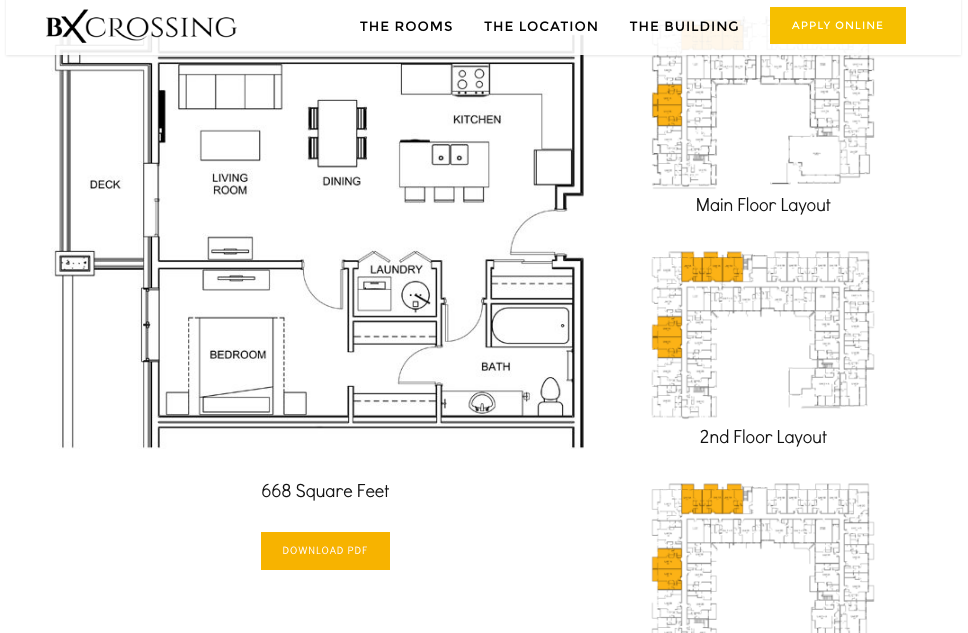 BXCROSSING
THE ROOMS
THE LOCATION
THE BUILDING
APPLY ONLINE
KITCHEN
DECK
LIVING
ROOM
DINING
LAUNDRY
BEDROOM
BATH
668 Square Feet
DOWNLOAD PDF
Main Floor Layout
2nd Floor Layout